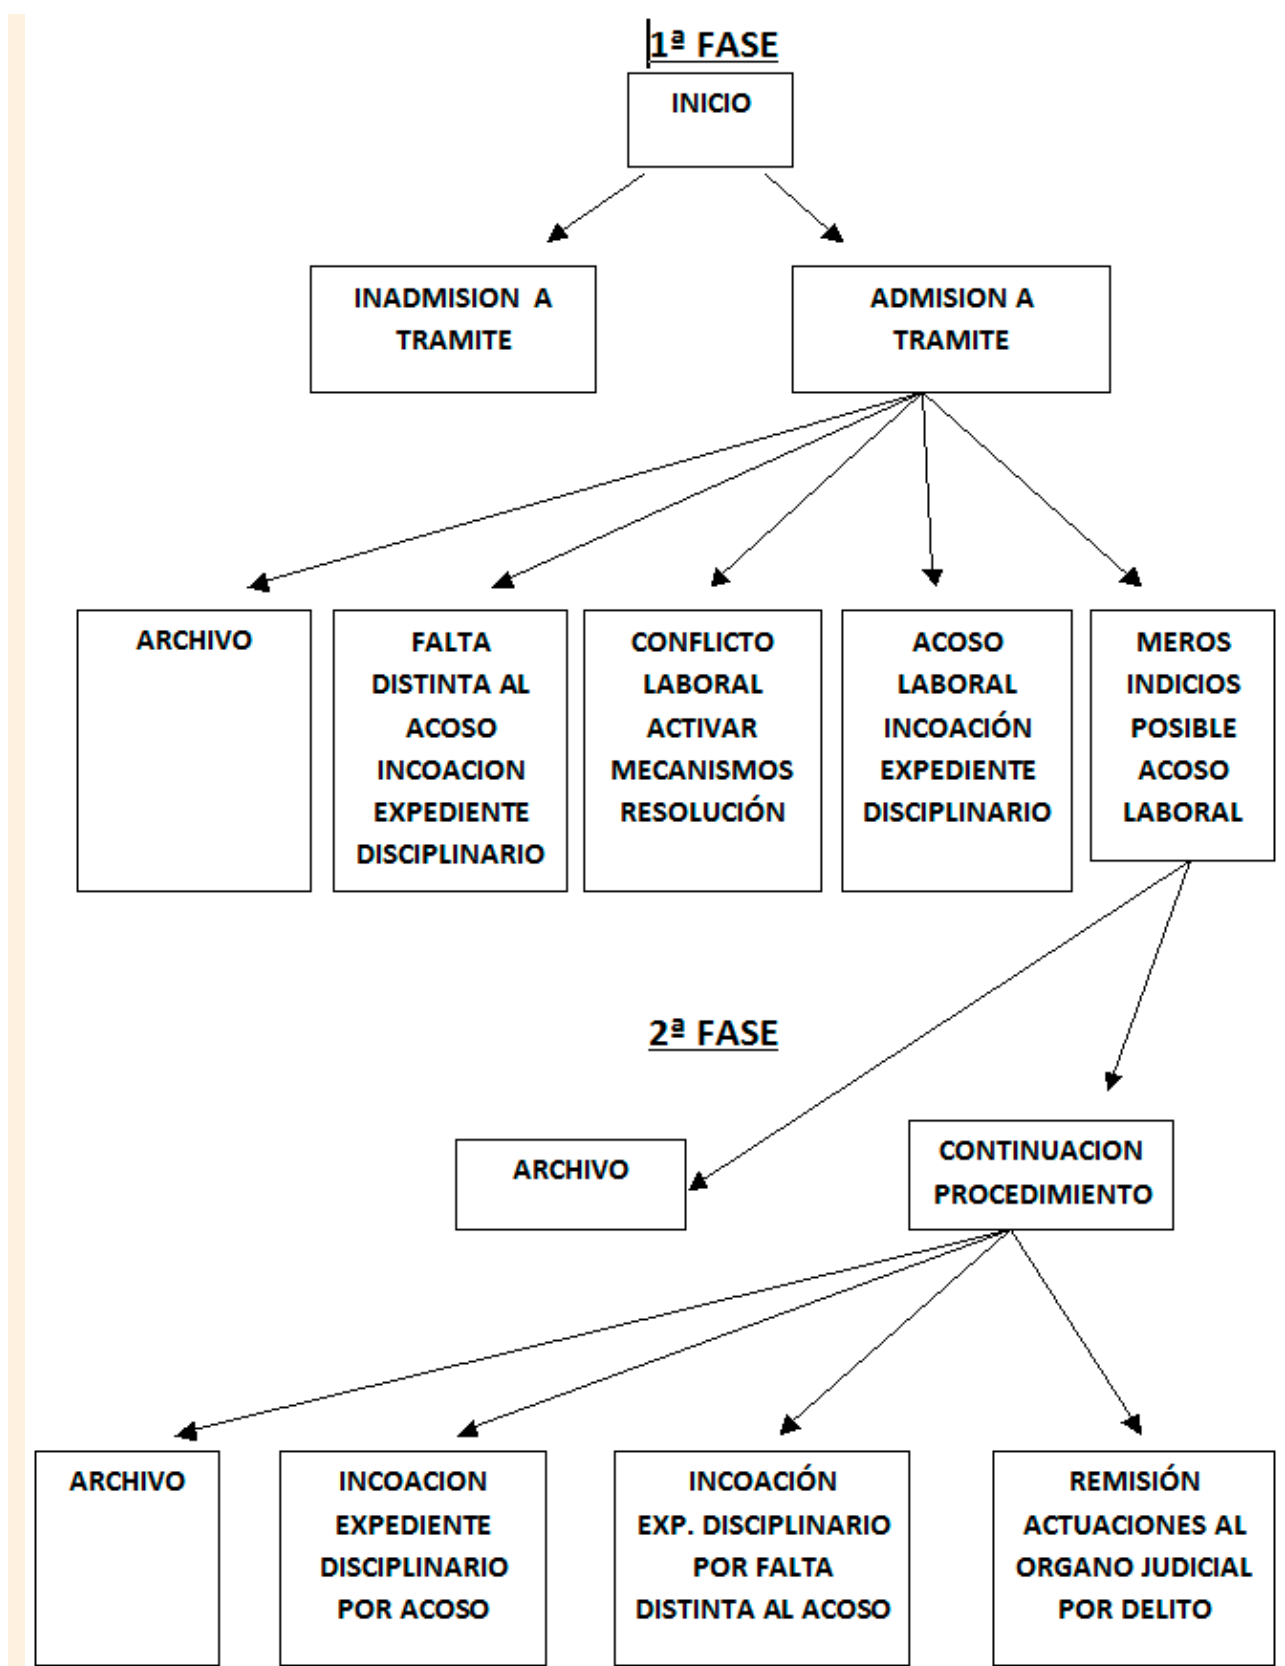 1ª FASE
INICIO
INADMISION A
TRAMITE
ADMISION A
TRAMITE
ARCHIVO
FALTA
DISTINTA AL
ACOSO
INCOACION
EXPEDIENTE
DISCIPLINARIO
CONFLICTO
LABORAL
ACTIVAR
MECANISMOS
RESOLUCIÓN
ACOSO
LABORAL
INCOACIÓN
EXPEDIENTE
DISCIPLINARIO
MEROS
INDICIOS
POSIBLE
ACOSO
LABORAL
2ª FASE
ARCHIVO
CONTINUACION
PROCEDIMIENTO
ARCHIVO
INCOACION
EXPEDIENTE
DISCIPLINARIO
POR ACOSO
INCOACIÓN
EXP. DISCIPLINARIO
POR FALTA
DISTINTA AL ACOSO
REMISIÓN
ACTUACIONES AL
ORGANO JUDICIAL
POR DELITO